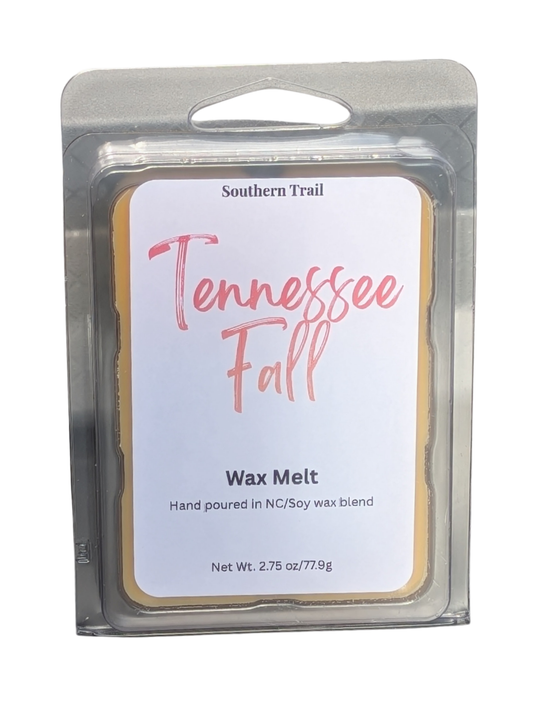 Southern Trail
Tennessee
Fall
Wax Melt
Hand poured in NC/Soy wax blend
Net Wt. 2.75 oz/77.9g